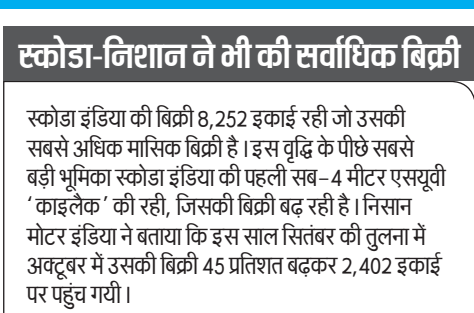 स्कोडा-निशान ने भी की सर्वाधिक बिक्री
स्कोडा इंडिया की बिक्री 8,252 इकाई रही जो उसकी
सबसे अधिक मासिक बिक्री है । इस वृद्धि के पीछे सबसे
बड़ी भूमिका स्कोडा इंडिया की पहली सब-4 मीटर एसयूवी
‘काइलैक’ की रही, जिसकी बिक्री बढ़ रही है । निसान
मोटर इंडिया ने बताया कि इस साल सितंबर की तुलना में
अक्टूबर में उसकी बिक्री 45 प्रतिशत बढ़कर 2,402 इकाई
पर पहुंच गयी ।